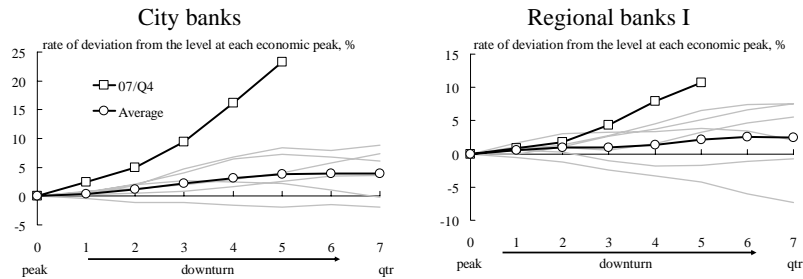 City banks
rate of deviation from the level at each economic peak, %
25
20
15
10
5
0
-5
07/Q4
Average
0 1 2 3 4 5 6 7
peak downturn qtr
Regional banks I
rate of deviation from the level at each economic peak, %
15
10
5
0
-5
-10
0 1 2 3 4 5 6 7
peak downturn qtr